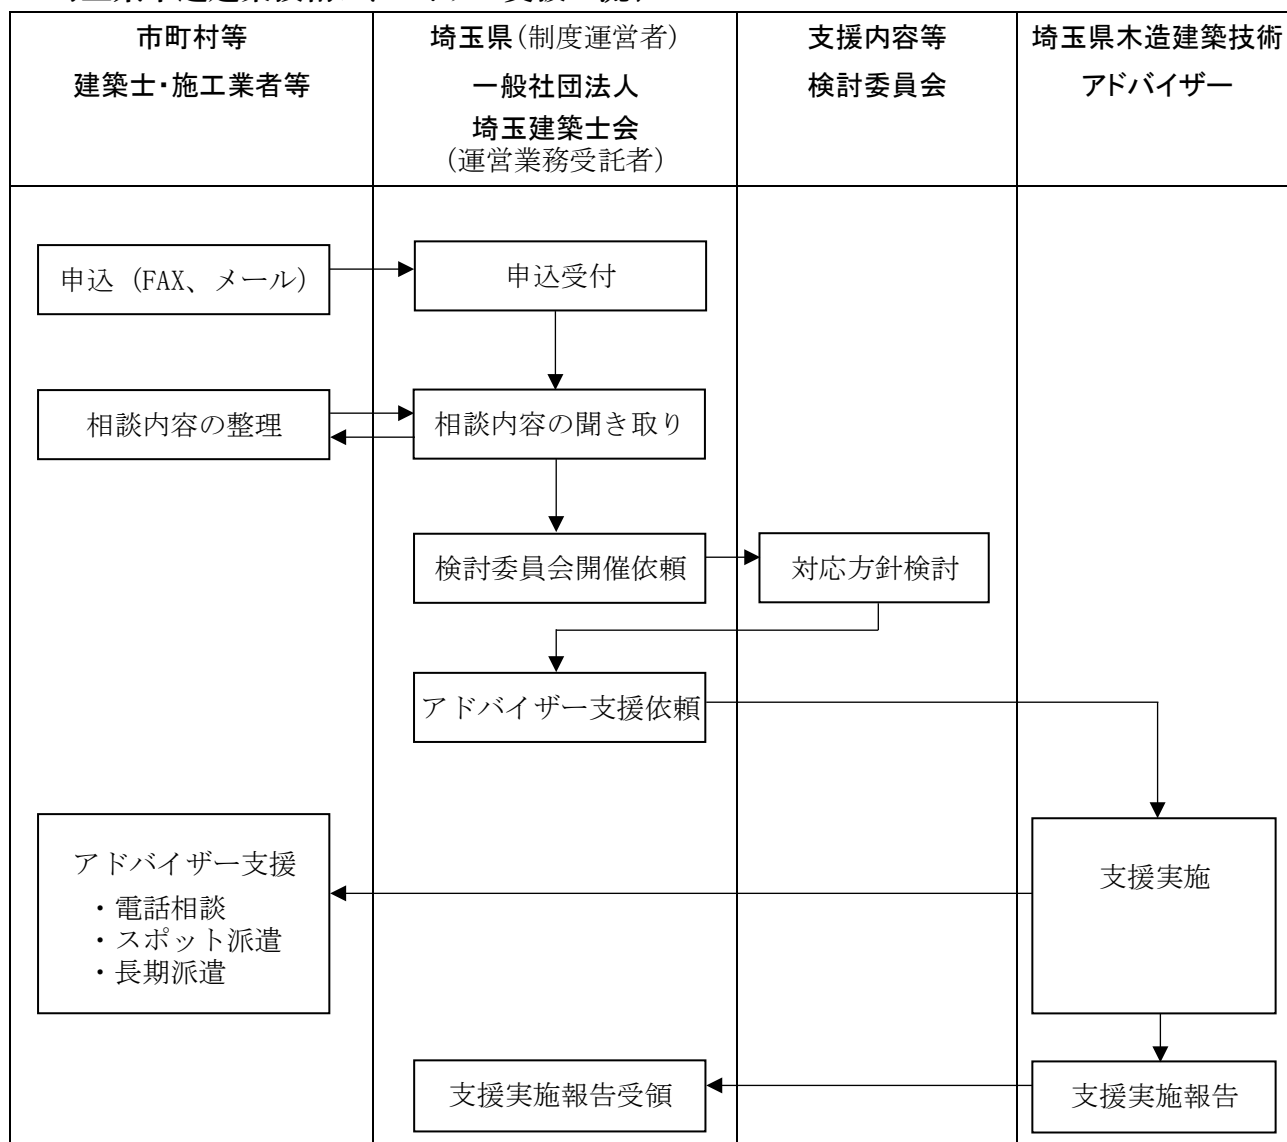 市町村等
建築士・施工業者等
埼玉県（制度運営者）
一般社団法人
埼玉建築士会
（運営業務受託者）
支援内容等
検討委員会
埼玉県木造建築技術
アドバイザー
申込（FAX、メール）
申込受付
相談内容の整理
相談内容の聞き取り
検討委員会開催依頼
対応方針検討
アドバイザー支援依頼
アドバイザー支援
・電話相談
・スポット派遣
・長期派遣
支援実施
支援実施報告受領
支援実施報告